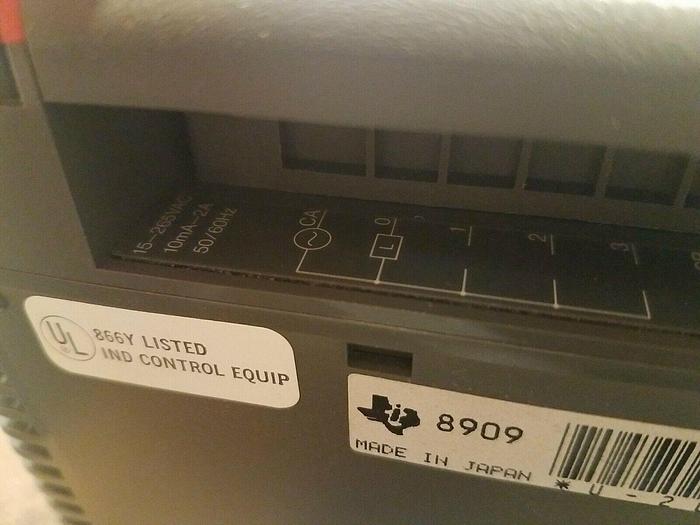 15~265VAC
10mA~2A
50/60Hz
CA
0
L
1
2
3
UL
866Y LISTED
IND CONTROL EQUIP
8909
MADE IN JAPAN